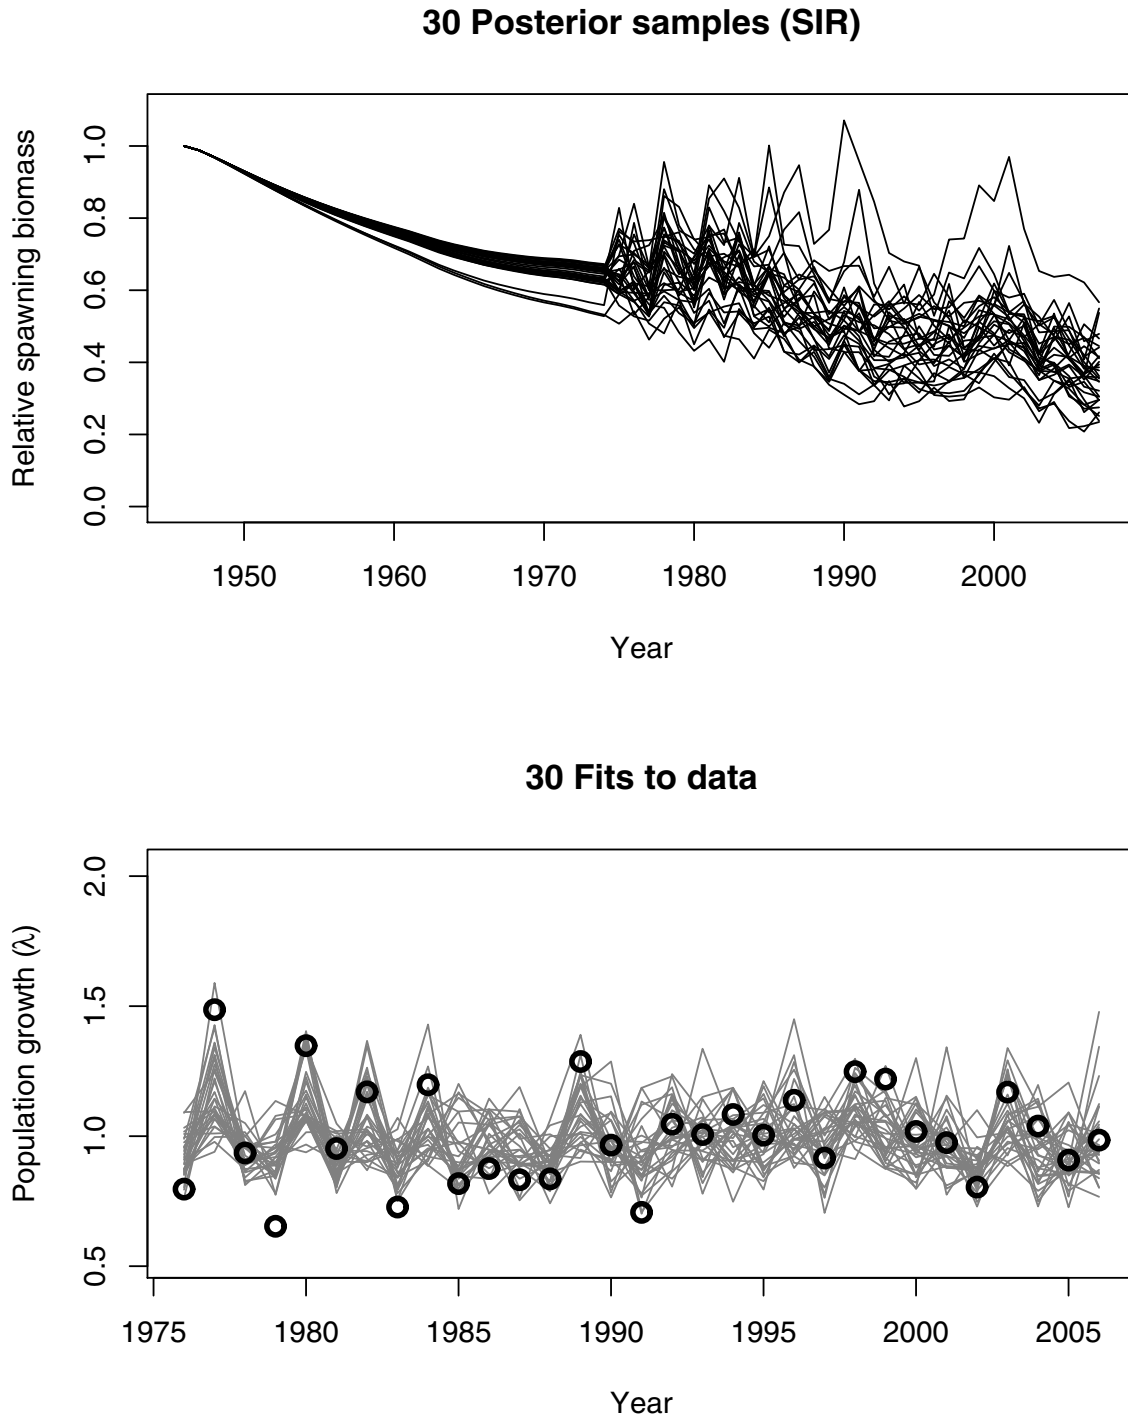 30 Posterior samples (SIR)
Relative spawning biomass
1.0
0.8
0.6
0.4
0.2
0.0
1950 1960 1970 1980 1990 2000
Year
30 Fits to data
Population growth (λ)
2.0
1.5
1.0
0.5
1975 1980 1985 1990 1995 2000 2005
Year